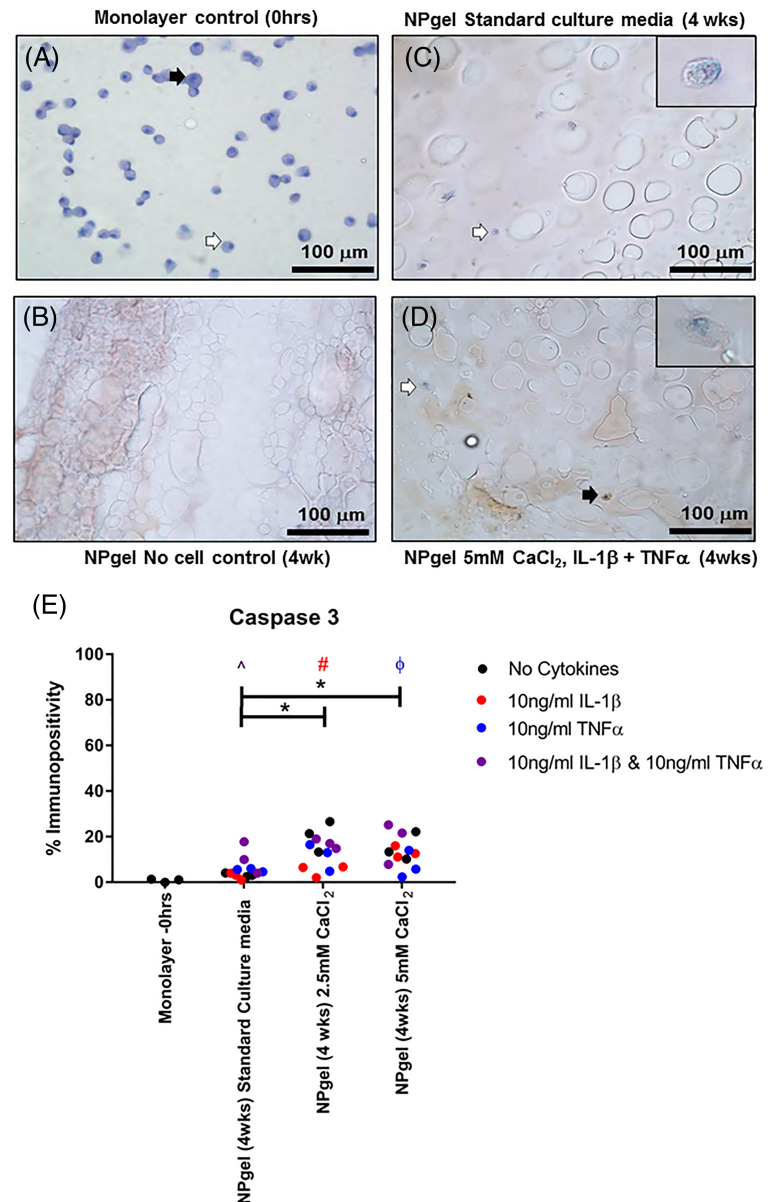 Monolayer control (0hrs)
NPgel Standard culture media (4 wks)
(A)
100 μm
(C)
100 μm
(B)
100 μm
(D)
100 μm
NPgel No cell control (4wk)
NPgel 5mM CaCl₂, IL-1β + TNFα (4wks)
(E)
Caspase 3
% Immunopositivity
100
80
60
40
20
0
^
#
ϕ
*
*
No Cytokines
10ng/ml IL-1β
10ng/ml TNFα
10ng/ml IL-1β & 10ng/ml TNFα
Monolayer -0hrs
NPgel (4wks) Standard Culture media
NPgel (4 wks) 2.5mM CaCl₂
NPgel (4wks) 5mM CaCl₂